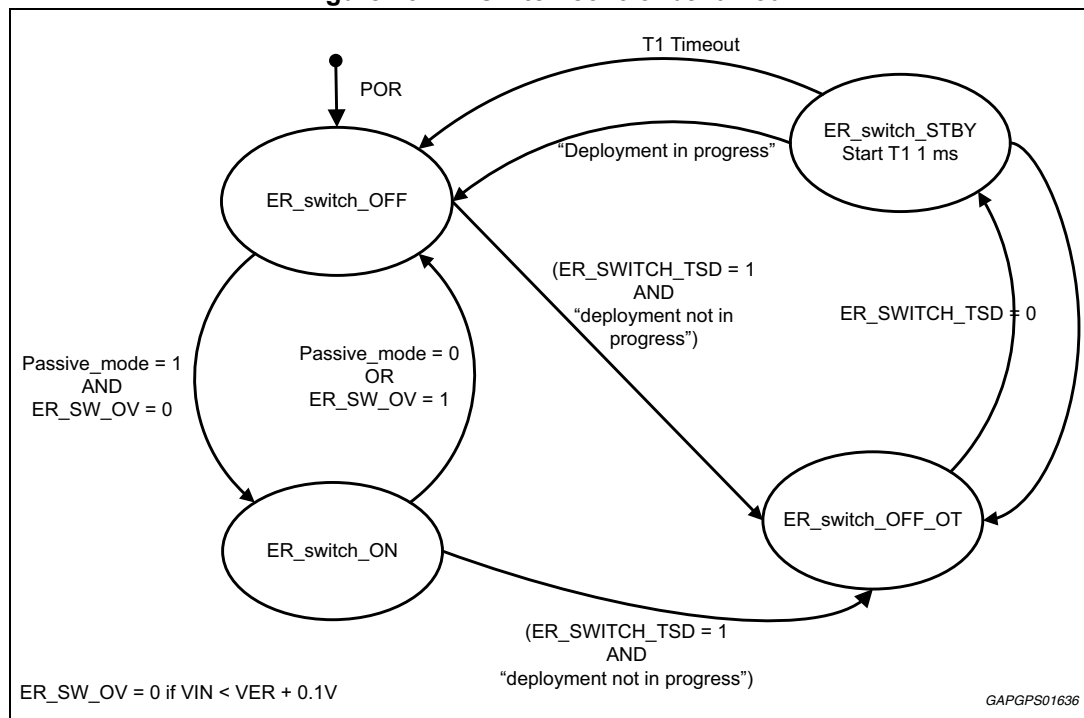 T1 Timeout
POR
ER_switch_STBY
Start T1 1 ms
“Deployment in progress”
ER_switch_OFF
(ER_SWITCH_TSD = 1
AND
“deployment not in
progress”)
ER_SWITCH_TSD = 0
Passive_mode = 1
AND
ER_SW_OV = 0
Passive_mode = 0
OR
ER_SW_OV = 1
ER_switch_OFF_OT
ER_switch_ON
(ER_SWITCH_TSD = 1
AND
“deployment not in progress”)
ER_SW_OV = 0 if VIN < VER + 0.1V
GAPGPS01636